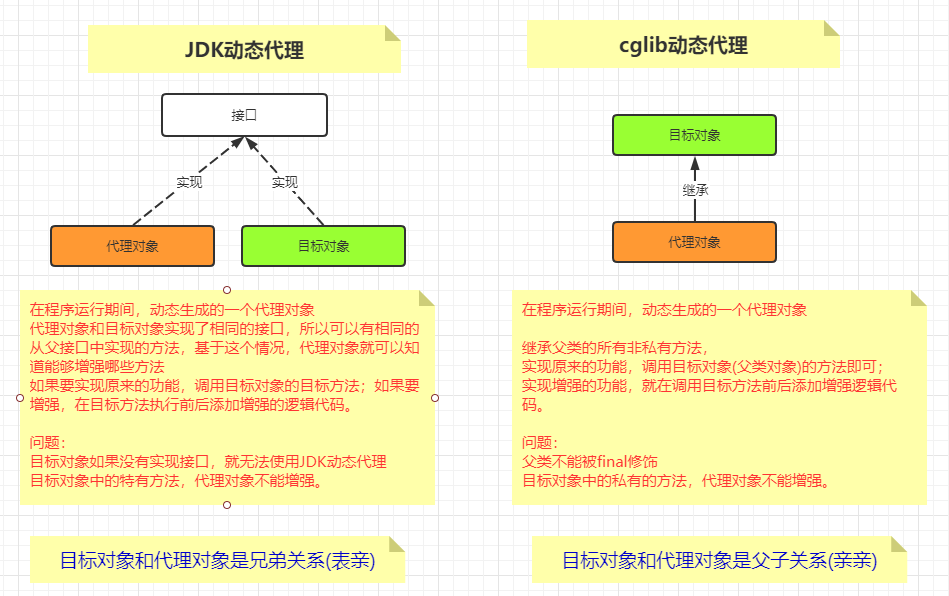 JDK动态代理
接口
实现
实现
代理对象
目标对象
在程序运行期间，动态生成的一个代理对象
代理对象和目标对象实现了相同的接口，所以可以有相同的
从父接口中实现的方法，基于这个情况，代理对象就可以知
道能够增强哪些方法
如果要实现原来的功能，调用目标对象的目标方法；如果要
增强，在目标方法执行前后添加增强的逻辑代码。
问题：
目标对象如果没有实现接口，就无法使用JDK动态代理
目标对象中的特有方法，代理对象不能增强。
目标对象和代理对象是兄弟关系(表亲)
cglib动态代理
目标对象
继承
代理对象
在程序运行期间，动态生成的一个代理对象
继承父类的所有非私有方法，
实现原来的功能，调用目标对象(父类对象)的方法即可；
实现增强的功能，就在调用目标方法前后添加增强逻辑代
码。
问题：
父类不能被final修饰
目标对象中的私有的方法，代理对象不能增强。
目标对象和代理对象是父子关系(亲亲)